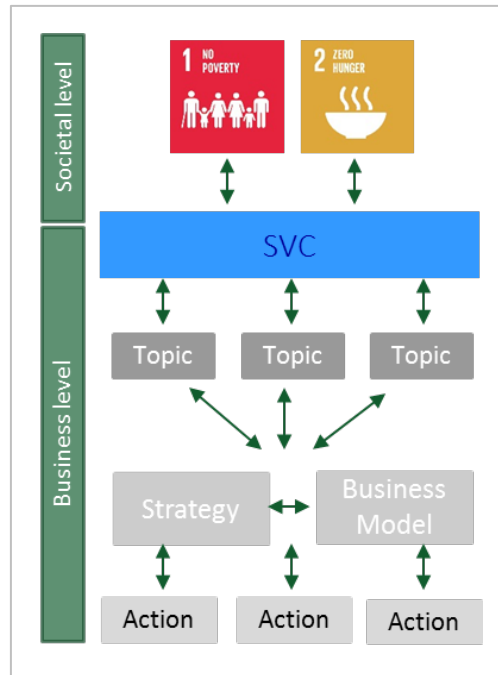 Societal level
1 NO
POVERTY
2 ZERO
HUNGER
SVC
Business level
Topic
Topic
Topic
Strategy
Business
Model
Action
Action
Action